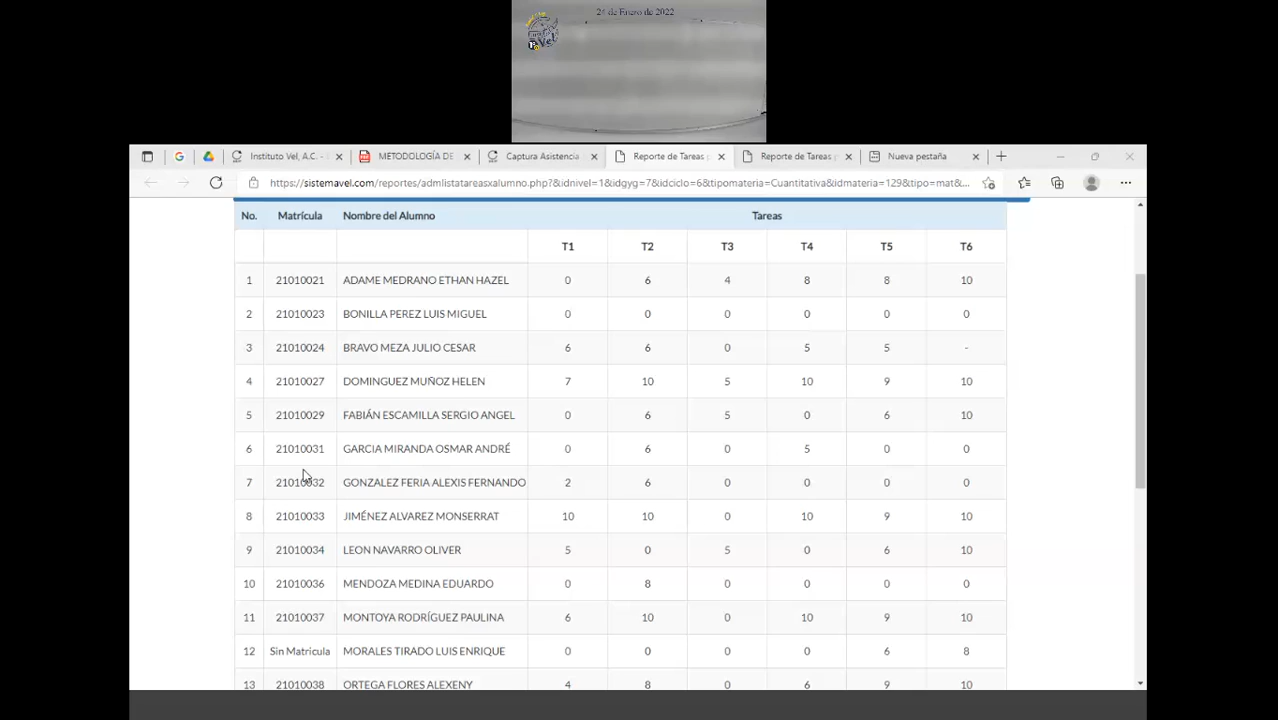 24 de Enero de 2022
Vel
Instituto Vel, A.C. -
METODOLOGÍA DE
Captura Asistencia
Reporte de Tareas
Reporte de Tareas
Nueva pestaña
https://sistemavel.com/reportes/admlistatareasxalumno.php?&idnivel=1&idgyg=7&idciclo=6&tipomateria=Cuantitativa&idmateria=129&tipo=mat&...
No. Matrícula Nombre del Alumno Tareas
T1 T2 T3 T4 T5 T6
1 21010021 ADAME MEDRANO ETHAN HAZEL 0 6 4 8 8 10
2 21010023 BONILLA PEREZ LUIS MIGUEL 0 0 0 0 0 0
3 21010024 BRAVO MEZA JULIO CESAR 6 6 0 5 5 -
4 21010027 DOMINGUEZ MUÑOZ HELEN 7 10 5 10 9 10
5 21010029 FABIÁN ESCAMILLA SERGIO ANGEL 0 6 5 0 6 10
6 21010031 GARCIA MIRANDA OSMAR ANDRÉ 0 6 0 5 0 0
7 21010032 GONZALEZ FERIA ALEXIS FERNANDO 2 6 0 0 0 0
8 21010033 JIMÉNEZ ALVAREZ MONSERRAT 10 10 0 10 9 10
9 21010034 LEON NAVARRO OLIVER 5 0 5 0 6 10
10 21010036 MENDOZA MEDINA EDUARDO 0 8 0 0 0 0
11 21010037 MONTOYA RODRÍGUEZ PAULINA 6 10 0 10 9 10
12 Sin Matricula MORALES TIRADO LUIS ENRIQUE 0 0 0 0 6 8
13 21010038 ORTEGA FLORES ALEXENY 4 8 0 6 9 10